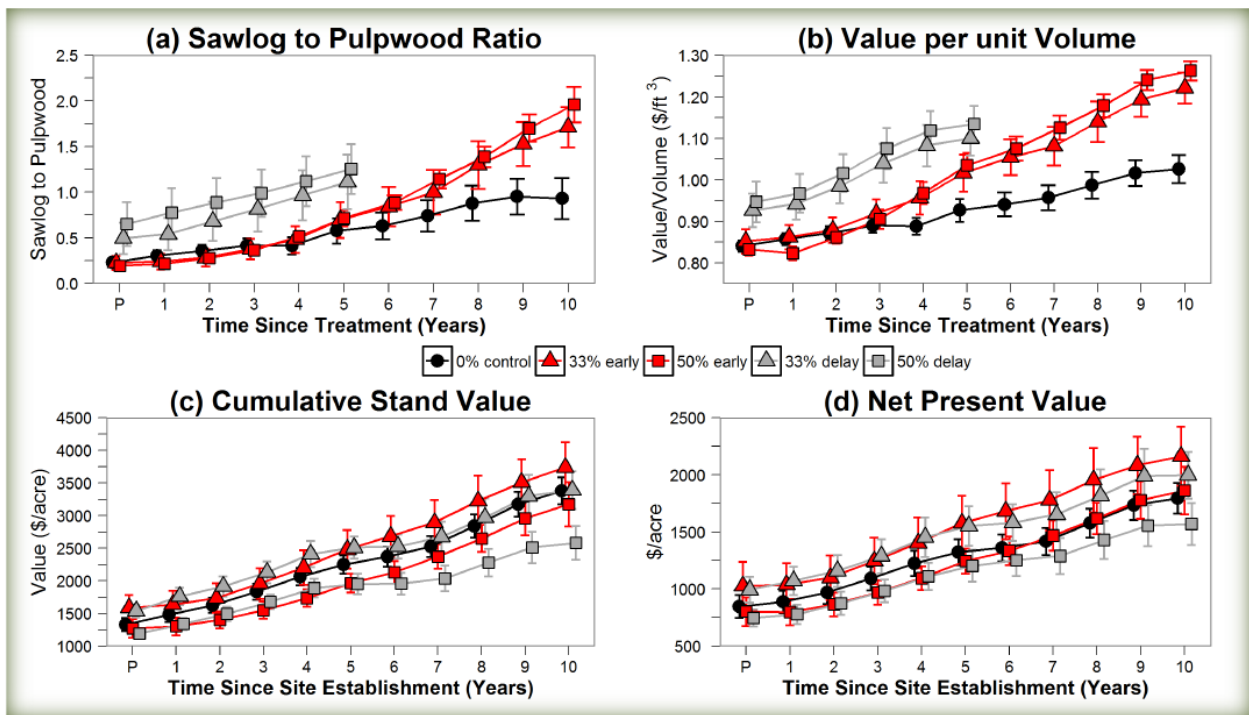 (a) Sawlog to Pulpwood Ratio
Sawlog to Pulpwood
2.5
2.0
1.5
1.0
0.5
0.0
P 1 2 3 4 5 6 7 8 9 10
Time Since Treatment (Years)
(b) Value per unit Volume
Value/Volume ($/ft ³)
1.30
1.20
1.10
1.00
0.90
0.80
P 1 2 3 4 5 6 7 8 9 10
Time Since Treatment (Years)
0% control 33% early 50% early 33% delay 50% delay
(c) Cumulative Stand Value
Value ($/acre)
4500
4000
3500
3000
2500
2000
1500
1000
P 1 2 3 4 5 6 7 8 9 10
Time Since Site Establishment (Years)
(d) Net Present Value
$/acre
2500
2000
1500
1000
500
P 1 2 3 4 5 6 7 8 9 10
Time Since Site Establishment (Years)